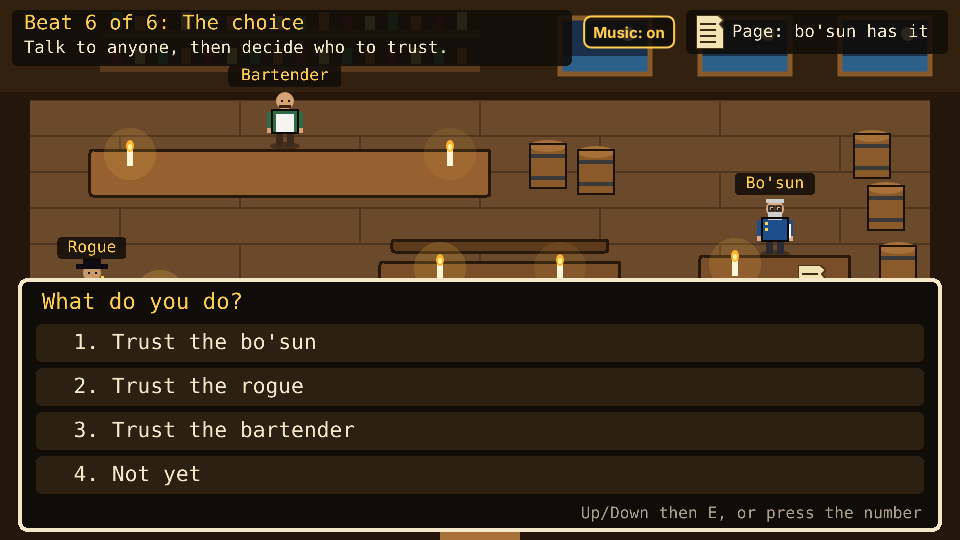 Beat 6 of 6: The choice
Talk to anyone, then decide who to trust.
Music: on
Page: bo'sun has it
Bartender
Bo'sun
Rogue
What do you do?
1. Trust the bo'sun
2. Trust the rogue
3. Trust the bartender
4. Not yet
Up/Down then E, or press the number